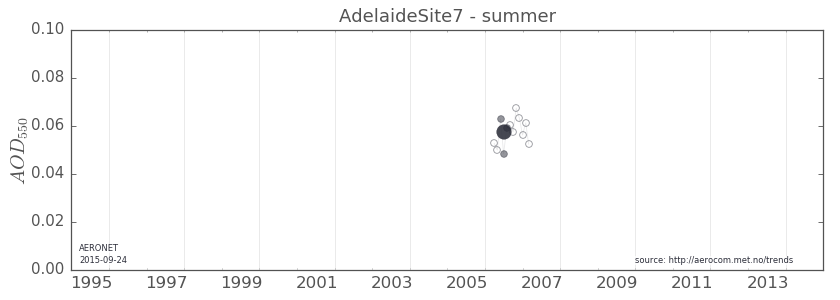 AdelaideSite7 - summer
0.10
0.08
0.06
0.04
0.02
0.00
AOD550
AERONET
2015-09-24
source: http://aerocom.met.no/trends
1995 1997 1999 2001 2003 2005 2007 2009 2011 2013